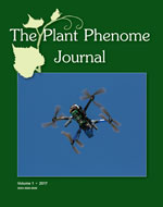 The Plant Phenome
Journal
Volume 1 • 2017